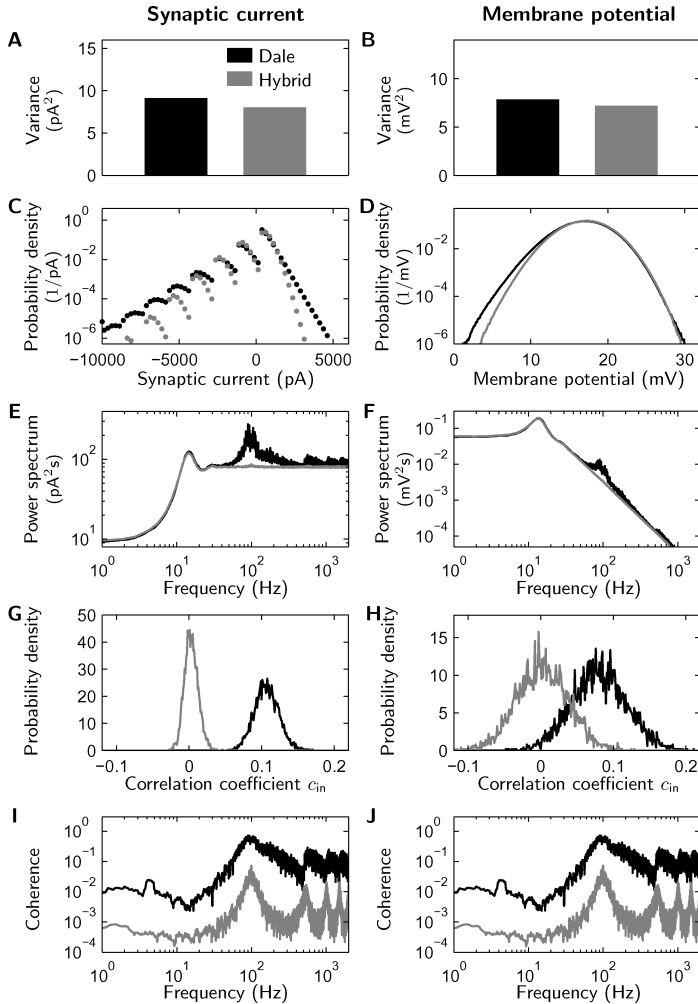 Synaptic current
Membrane potential
A
Variance
(pA²)
15
10
5
0
Dale
Hybrid
B
Variance
(mV²)
10
5
0
C
Probability density
(1/pA)
10⁰
10⁻²
10⁻⁴
10⁻⁶
−10000 −5000 0 5000
Synaptic current (pA)
D
Probability density
(1/mV)
10⁻²
10⁻⁴
10⁻⁶
0 10 20 30
Membrane potential (mV)
E
Power spectrum
(pA²s)
10²
10¹
10⁰ 10¹ 10² 10³
Frequency (Hz)
F
Power spectrum
(mV²s)
10⁻¹
10⁻²
10⁻³
10⁻⁴
10⁰ 10¹ 10² 10³
Frequency (Hz)
G
Probability density
50
40
30
20
10
0
−0.1 0 0.1 0.2
Correlation coefficient cᵢₙ
H
Probability density
15
10
5
0
−0.1 0 0.1 0.2
Correlation coefficient cᵢₙ
I
Coherence
10⁰
10⁻¹
10⁻²
10⁻³
10⁻⁴
10⁰ 10¹ 10² 10³
Frequency (Hz)
J
Coherence
10⁰
10⁻¹
10⁻²
10⁻³
10⁻⁴
10⁰ 10¹ 10² 10³
Frequency (Hz)